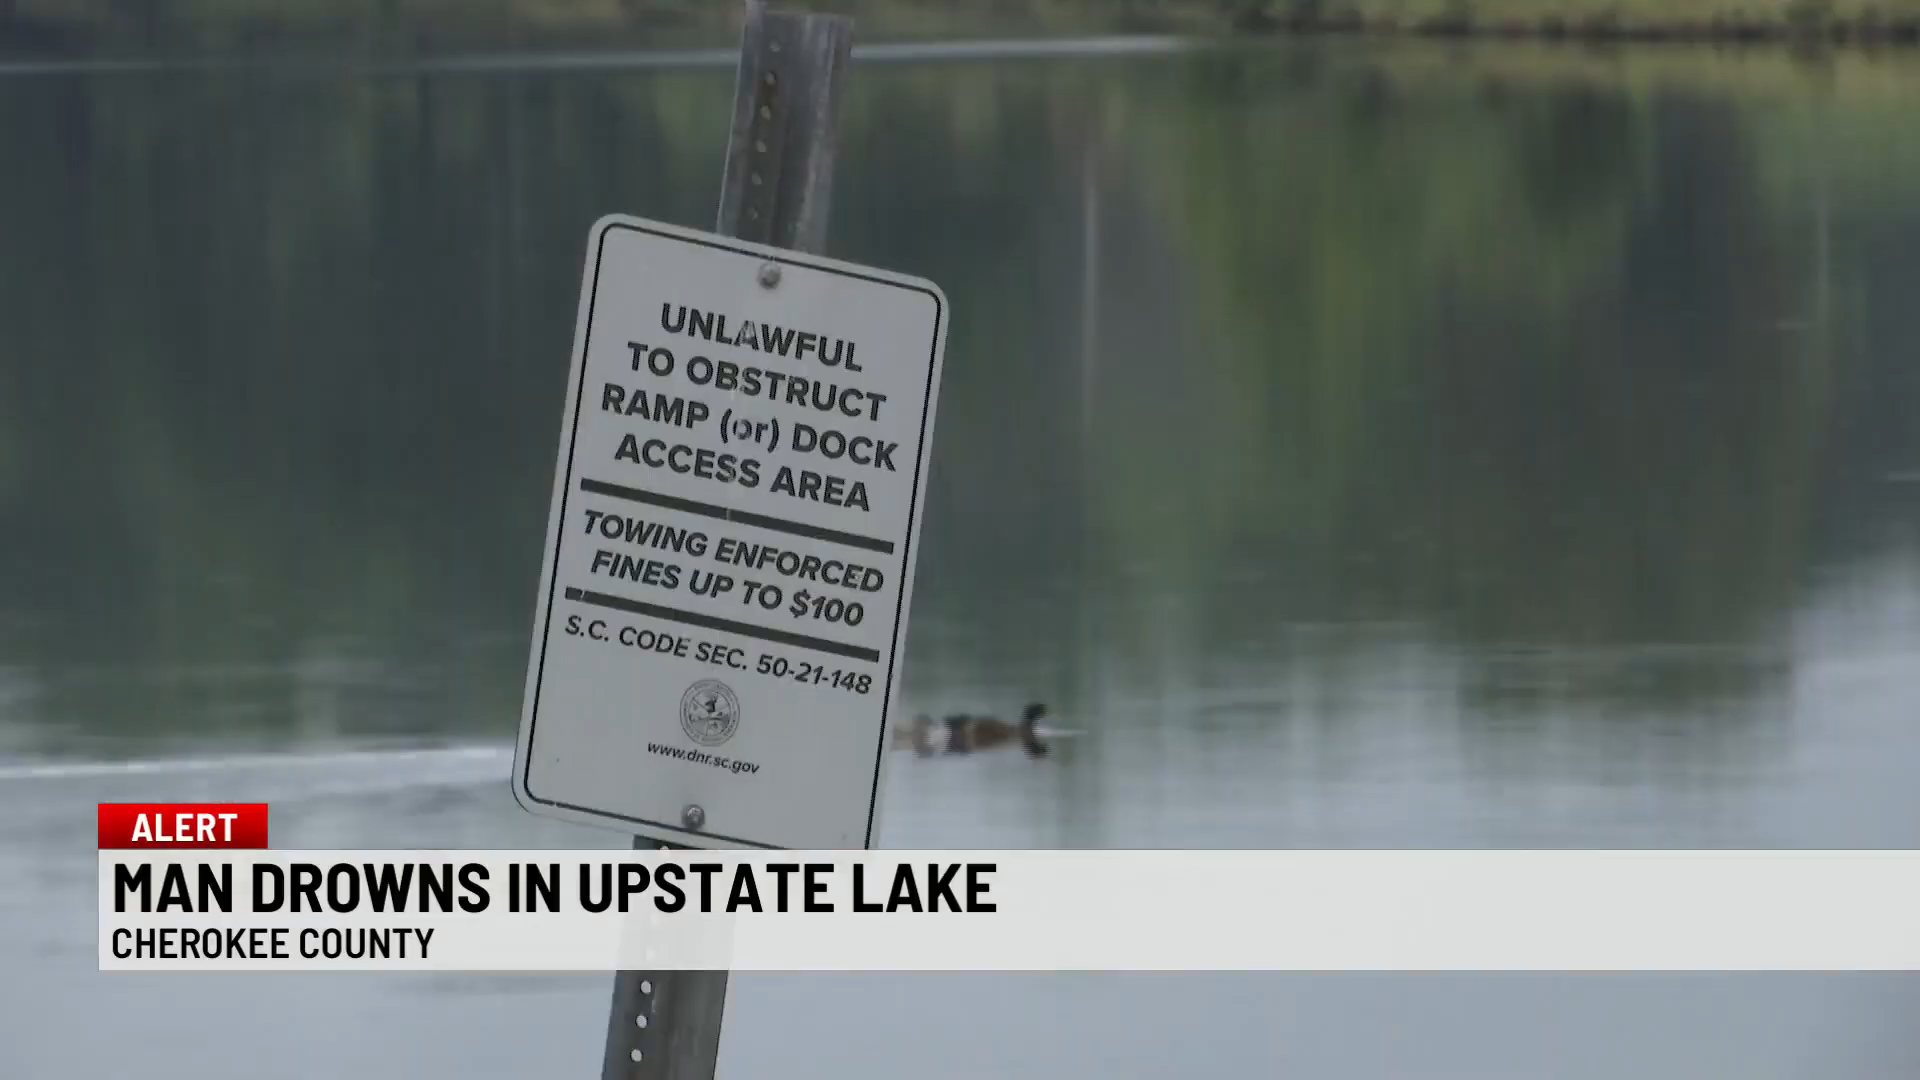 UNLAWFUL
TO OBSTRUCT
RAMP (or) DOCK
ACCESS AREA
TOWING ENFORCED
FINES UP TO $100
S.C. CODE SEC. 50-21-148
www.dnr.sc.gov
ALERT
MAN DROWNS IN UPSTATE LAKE
CHEROKEE COUNTY